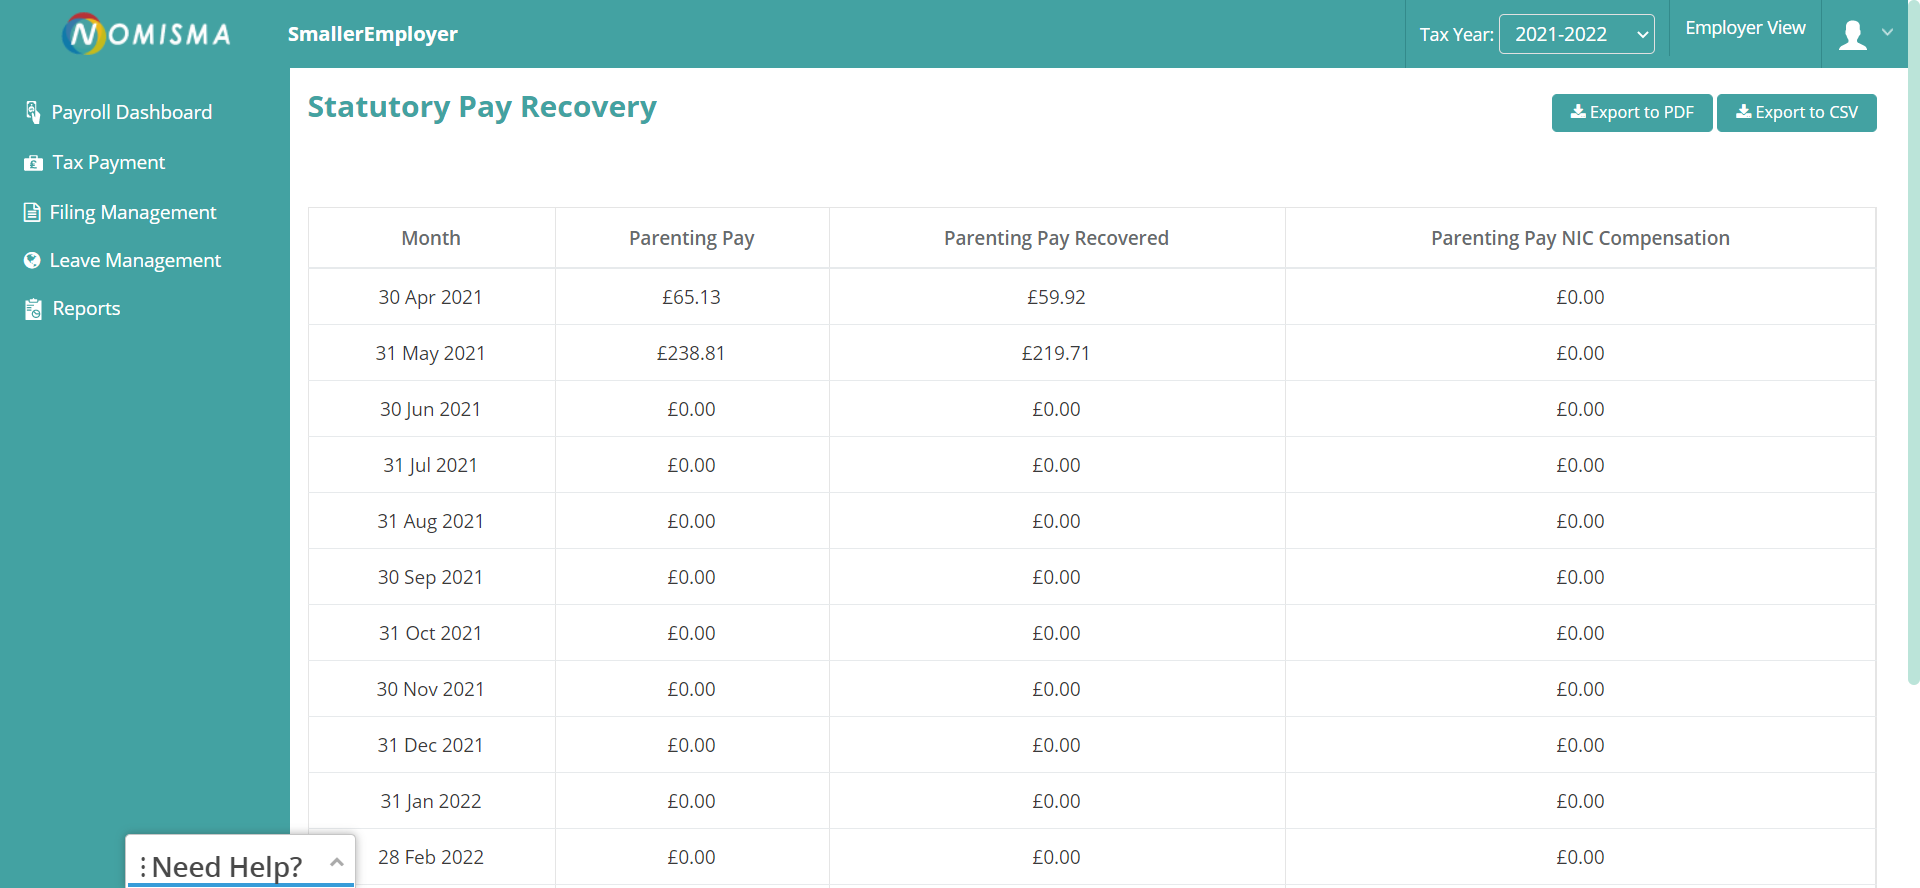 NOMISMA
SmallerEmployer
Tax Year: 2021-2022
Employer View
Payroll Dashboard
Tax Payment
Filing Management
Leave Management
Reports
Statutory Pay Recovery
Export to PDF Export to CSV
Month Parenting Pay Parenting Pay Recovered Parenting Pay NIC Compensation
30 Apr 2021 £65.13 £59.92 £0.00
31 May 2021 £238.81 £219.71 £0.00
30 Jun 2021 £0.00 £0.00 £0.00
31 Jul 2021 £0.00 £0.00 £0.00
31 Aug 2021 £0.00 £0.00 £0.00
30 Sep 2021 £0.00 £0.00 £0.00
31 Oct 2021 £0.00 £0.00 £0.00
30 Nov 2021 £0.00 £0.00 £0.00
31 Dec 2021 £0.00 £0.00 £0.00
31 Jan 2022 £0.00 £0.00 £0.00
28 Feb 2022 £0.00 £0.00 £0.00
Need Help?